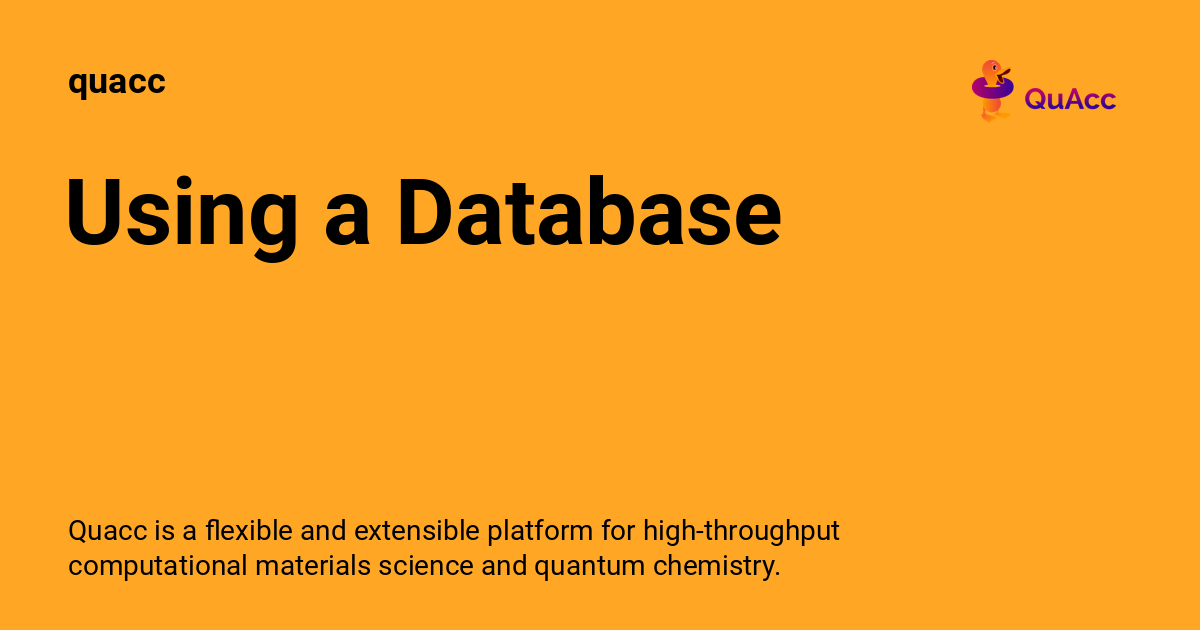 quacc
QuAcc
Using a Database
Quacc is a flexible and extensible platform for high-throughput
computational materials science and quantum chemistry.